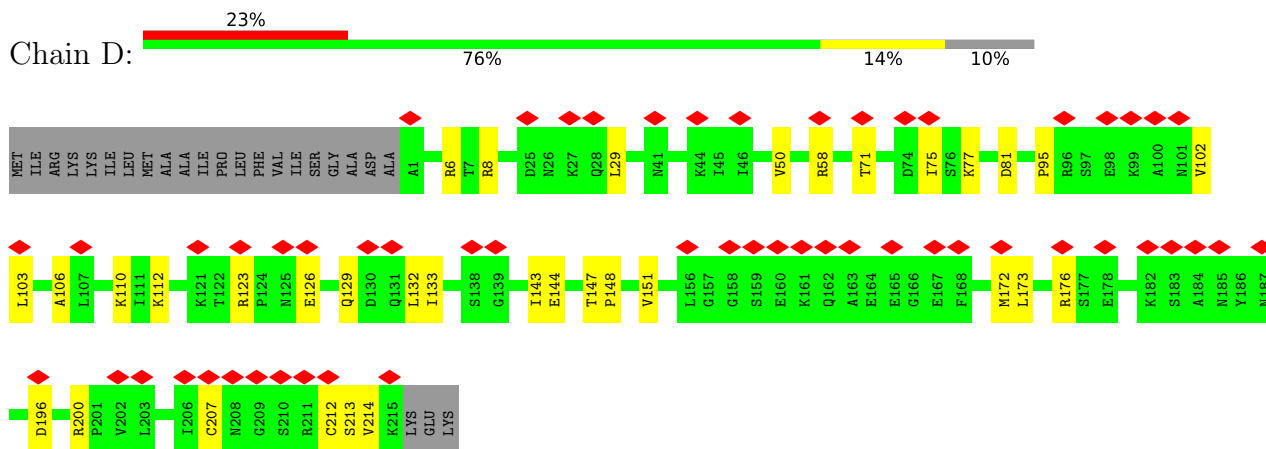 23%
Chain D:
76% 14% 10%
MET ILE ARG LYS LYS ILE LEU MET ALA ALA ILE PRO LEU PHE VAL ILE SER GLY ALA ASP ALA A1 R6 T7 R8 D25 N26 K27 Q28 L29 N41 K44 I45 I46 V50 R58 T71 D74 I75 S76 K77 D81 P95 R96 S97 E98 K99 A100 N101 V102
L103 A106 L107 K110 I111 K112 K121 T122 R123 P124 N125 E126 Q129 D130 Q131 L132 I133 S138 G139 I143 E144 T147 P148 V151 L156 G157 G158 S159 E160 K161 Q162 A163 E164 E165 G166 E167 F168 M172 L173 R176 S177 E178 K182 S183 A184 N185 Y186 N187
D196 R200 P201 V202 L203 I206 C207 N208 G209 S210 R211 C212 S213 V214 K215 LYS GLU LYS